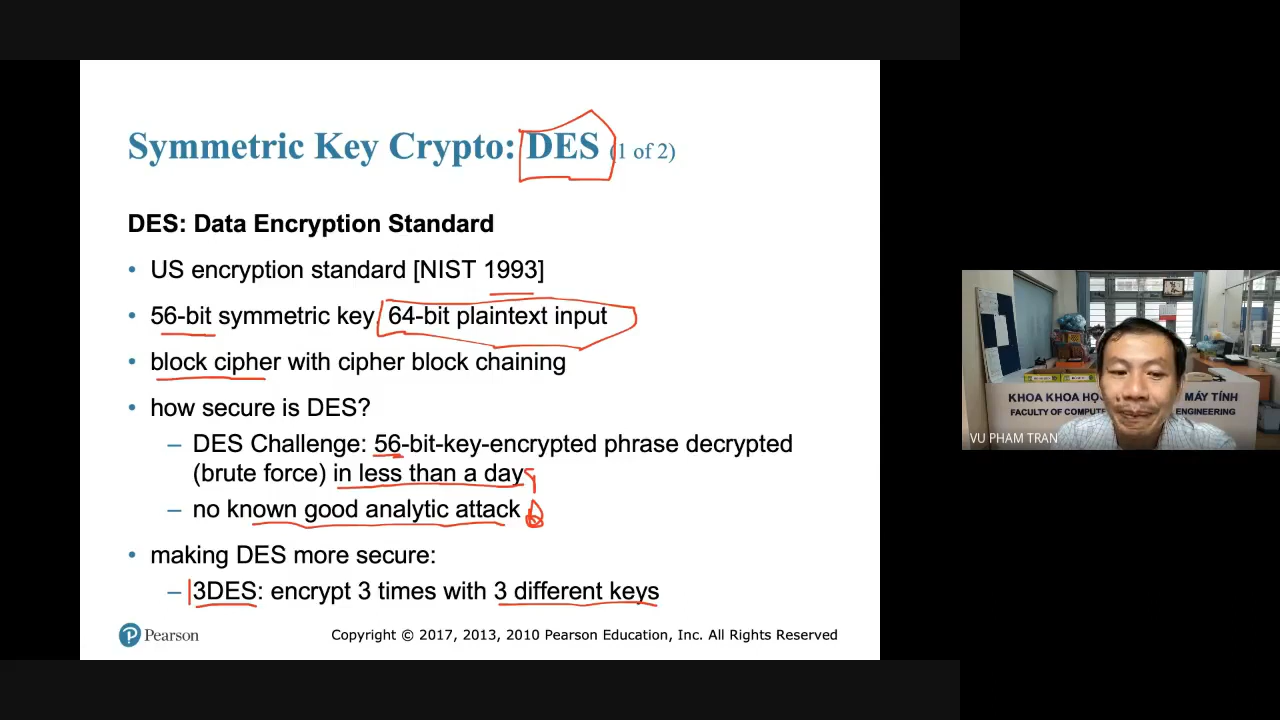 Symmetric Key Crypto: DES (1 of 2)
DES: Data Encryption Standard
• US encryption standard [NIST 1993]
• 56-bit symmetric key 64-bit plaintext input
• block cipher with cipher block chaining
• how secure is DES?
– DES Challenge: 56-bit-key-encrypted phrase decrypted
(brute force) in less than a day
– no known good analytic attack
• making DES more secure:
– 3DES: encrypt 3 times with 3 different keys
Pearson
Copyright © 2017, 2013, 2010 Pearson Education, Inc. All Rights Reserved
KHOA KHOA HỌ MÁY TÍNH
FACULTY OF COMPUT ENGINEERING
VU PHAM TRAN